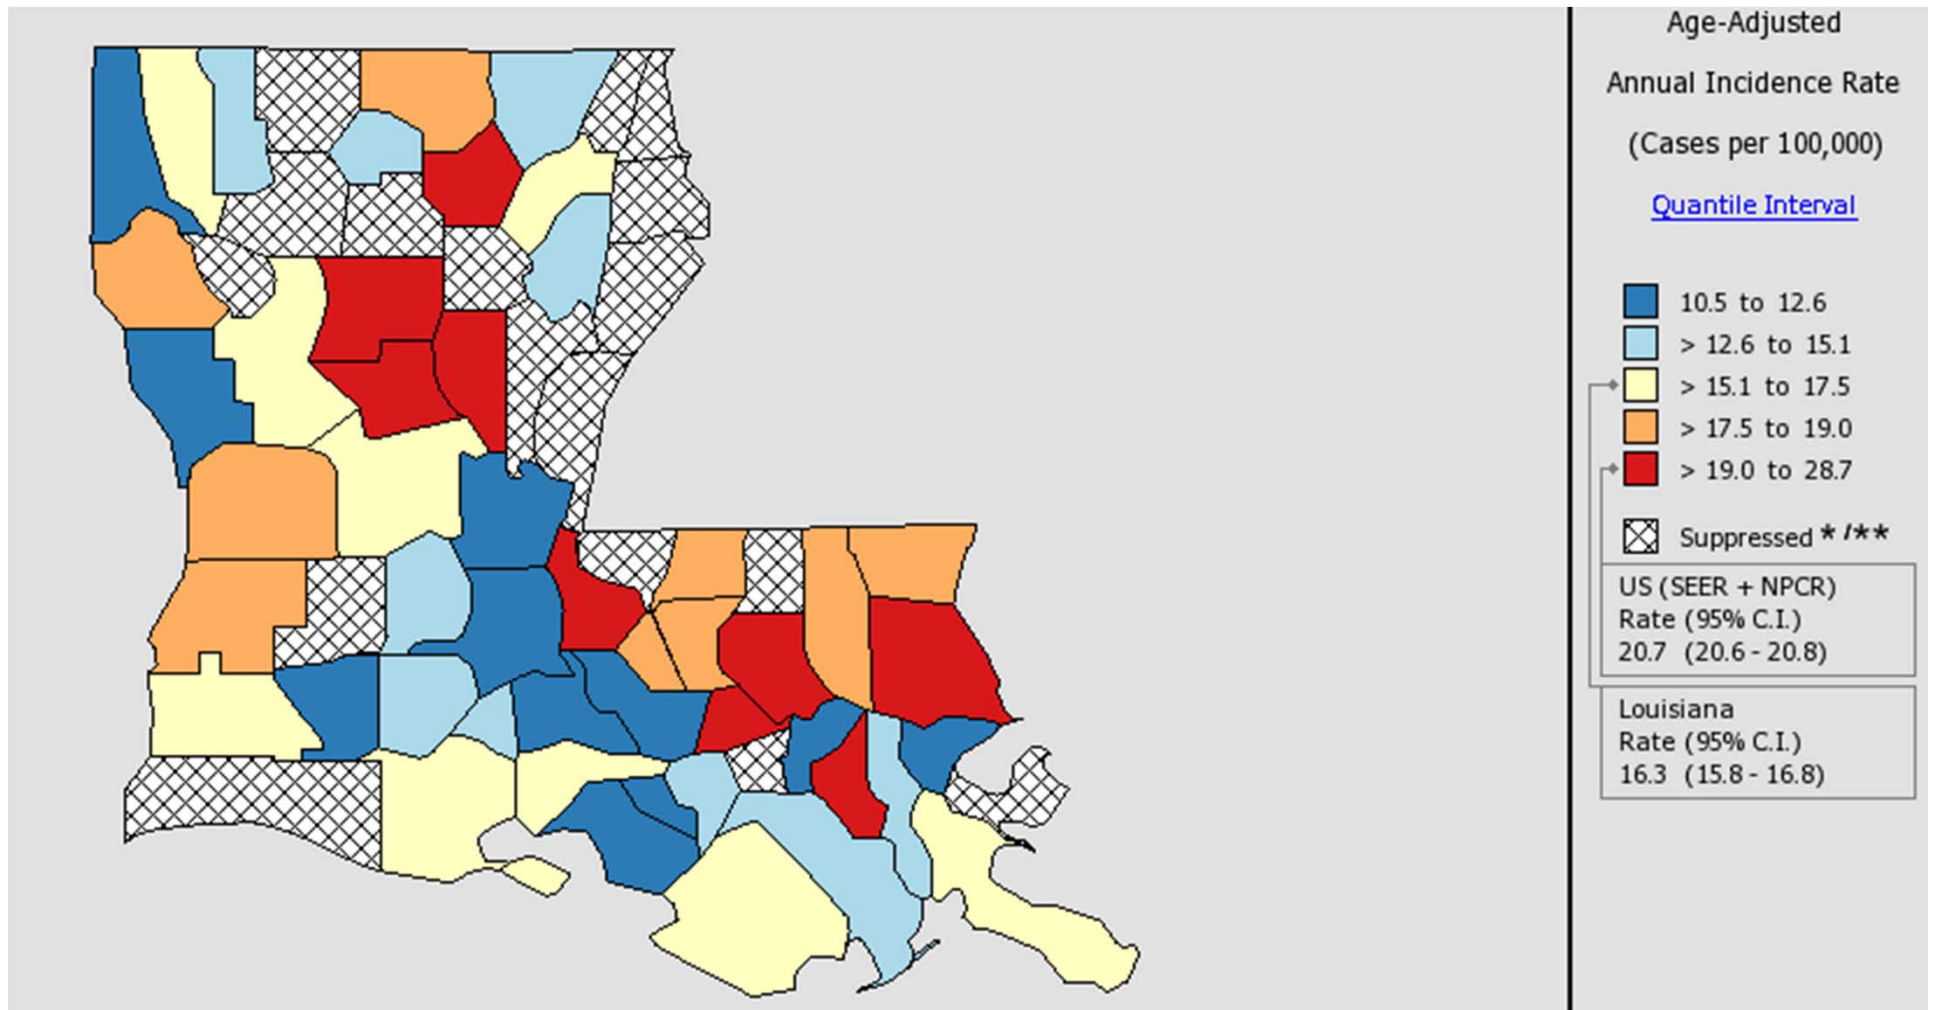 Age-Adjusted
Annual Incidence Rate
(Cases per 100,000)
Quantile Interval
10.5 to 12.6
> 12.6 to 15.1
> 15.1 to 17.5
> 17.5 to 19.0
> 19.0 to 28.7
Suppressed * /**
US (SEER + NPCR)
Rate (95% C.I.)
20.7 (20.6 - 20.8)
Louisiana
Rate (95% C.I.)
16.3 (15.8 - 16.8)